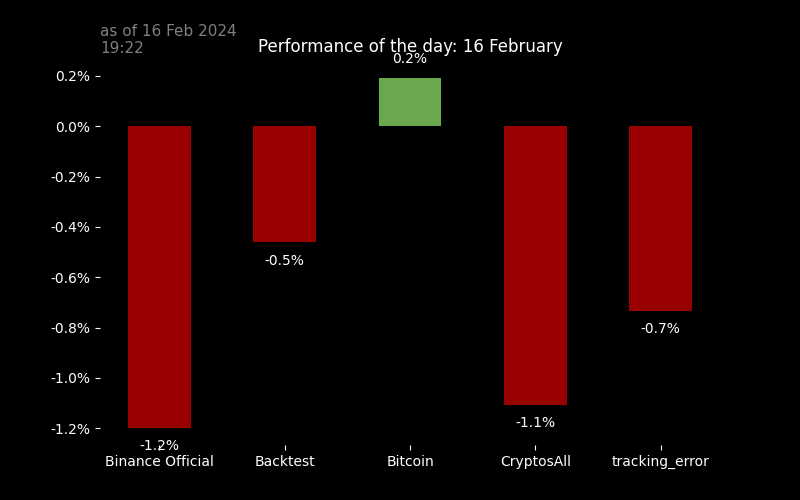 as of 16 Feb 2024
19:22
Performance of the day: 16 February
0.2%
0.2%
0.0%
-0.2%
-0.4%
-0.5%
-0.6%
-0.8%
-0.7%
-1.0%
-1.1%
-1.2%
-1.2%
Binance Official
Backtest
Bitcoin
CryptosAll
tracking_error